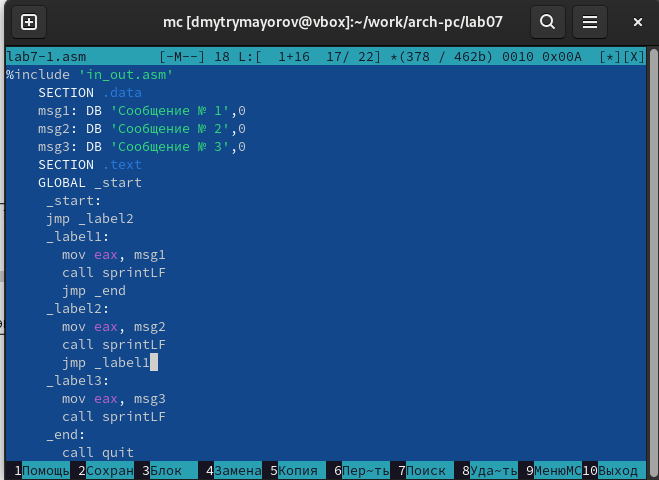 mc [dmytrymayorov@vbox]:~/work/arch-pc/lab07
lab7-1.asm [-M--] 18 L:[ 1+16 17/ 22] *(378 / 462b) 0010 0x00A [*][X]
%include 'in_out.asm'
SECTION .data
msg1: DB 'Сообщение № 1',0
msg2: DB 'Сообщение № 2',0
msg3: DB 'Сообщение № 3',0
SECTION .text
GLOBAL _start
_start:
jmp _label2
_label1:
mov eax, msg1
call sprintLF
jmp _end
_label2:
mov eax, msg2
call sprintLF
jmp _label1
_label3:
mov eax, msg3
call sprintLF
_end:
call quit
1Помощь 2Сохран 3Блок 4Замена 5Копия 6Пер~ть 7Поиск 8Уда~ть 9МенюMC 10Выход